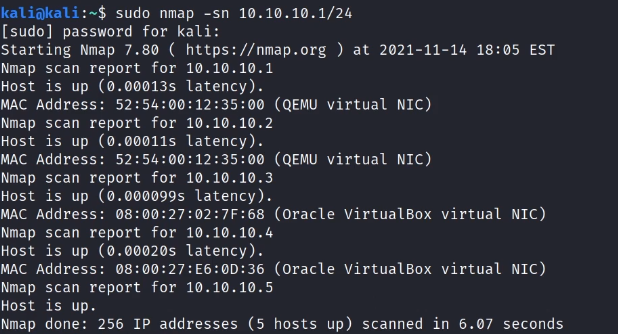 kali@kali:~$ sudo nmap -sn 10.10.10.1/24
[sudo] password for kali:
Starting Nmap 7.80 ( https://nmap.org ) at 2021-11-14 18:05 EST
Nmap scan report for 10.10.10.1
Host is up (0.00013s latency).
MAC Address: 52:54:00:12:35:00 (QEMU virtual NIC)
Nmap scan report for 10.10.10.2
Host is up (0.00011s latency).
MAC Address: 52:54:00:12:35:00 (QEMU virtual NIC)
Nmap scan report for 10.10.10.3
Host is up (0.000099s latency).
MAC Address: 08:00:27:02:7F:68 (Oracle VirtualBox virtual NIC)
Nmap scan report for 10.10.10.4
Host is up (0.00020s latency).
MAC Address: 08:00:27:E6:0D:36 (Oracle VirtualBox virtual NIC)
Nmap scan report for 10.10.10.5
Host is up.
Nmap done: 256 IP addresses (5 hosts up) scanned in 6.07 seconds